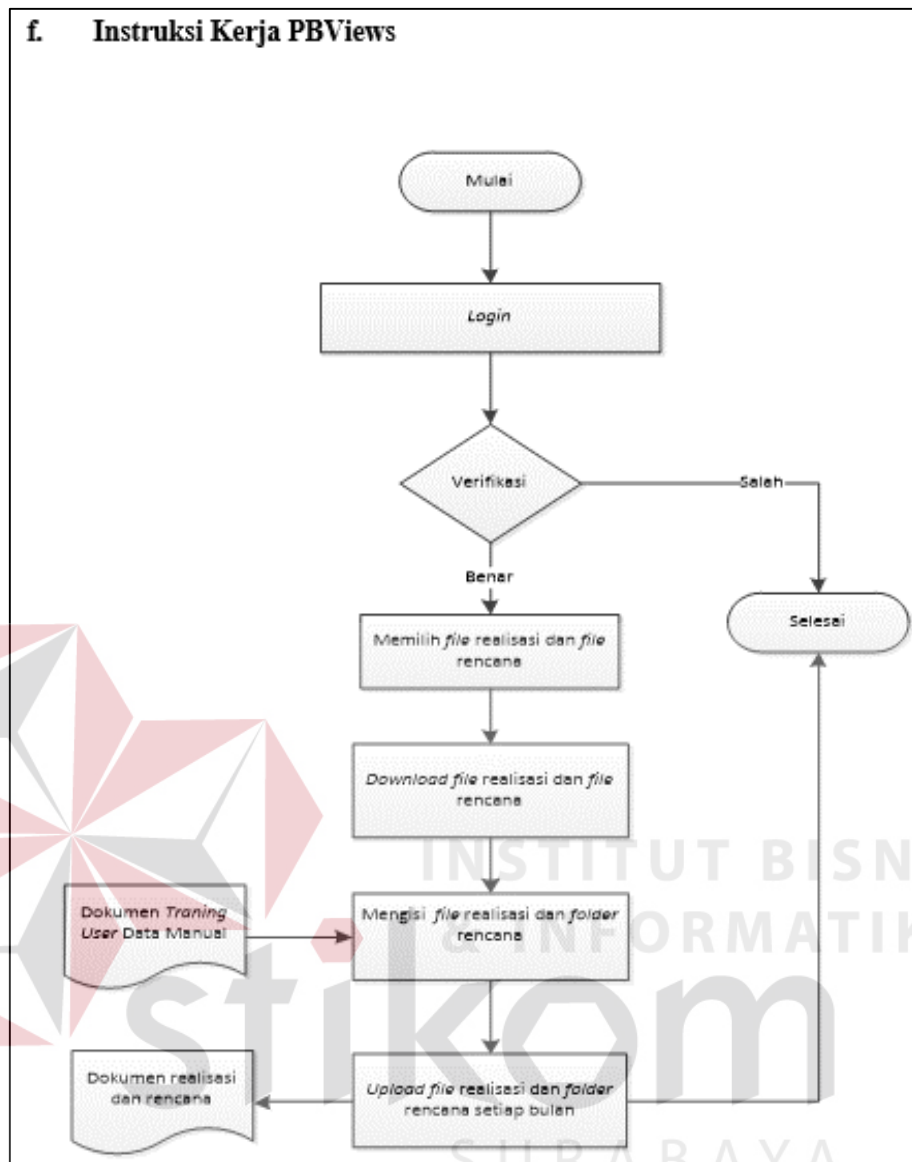 f. Instruksi Kerja PBViews
Mulai
Login
Verifikasi
Salah
Benar
Selesai
Memilih file realisasi dan file
rencana
Download file realisasi dan file
rencana
Dokumen Traning
User Data Manual
Mengisi file realisasi dan folder
rencana
Dokumen realisasi
dan rencana
Upload file realisasi dan folder
rencana setiap bulan
INSTITUT BISN
& INFORMATIK
stikom
SURABAYA